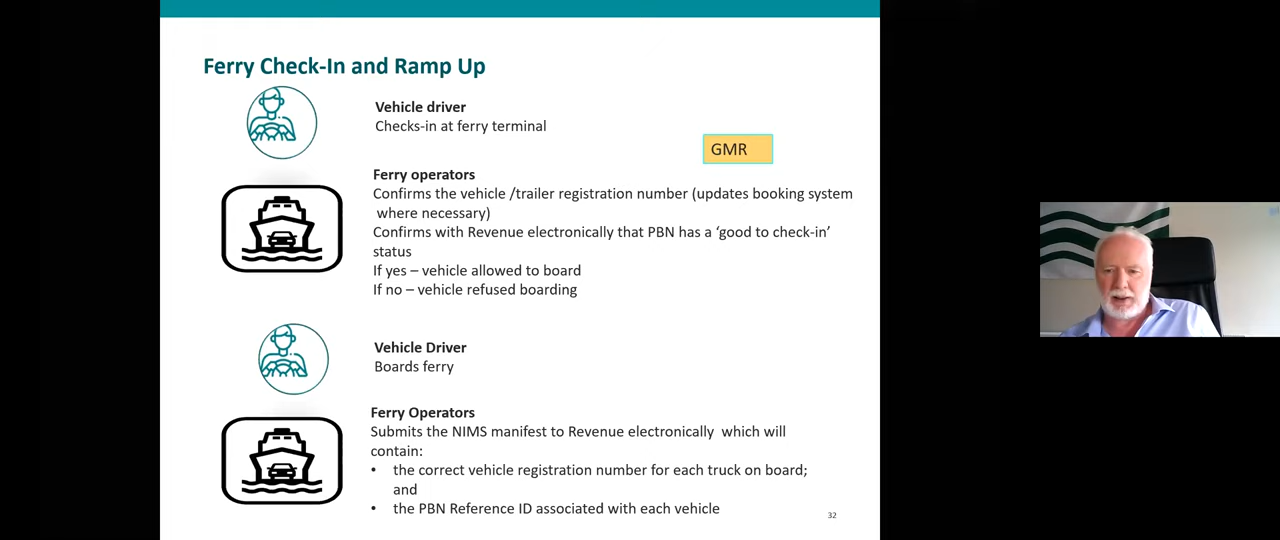 Ferry Check-In and Ramp Up
Vehicle driver
Checks-in at ferry terminal
GMR
Ferry operators
Confirms the vehicle /trailer registration number (updates booking system
where necessary)
Confirms with Revenue electronically that PBN has a ‘good to check-in’
status
If yes – vehicle allowed to board
If no – vehicle refused boarding
Vehicle Driver
Boards ferry
Ferry Operators
Submits the NIMS manifest to Revenue electronically which will
contain:
• the correct vehicle registration number for each truck on board;
and
• the PBN Reference ID associated with each vehicle
32